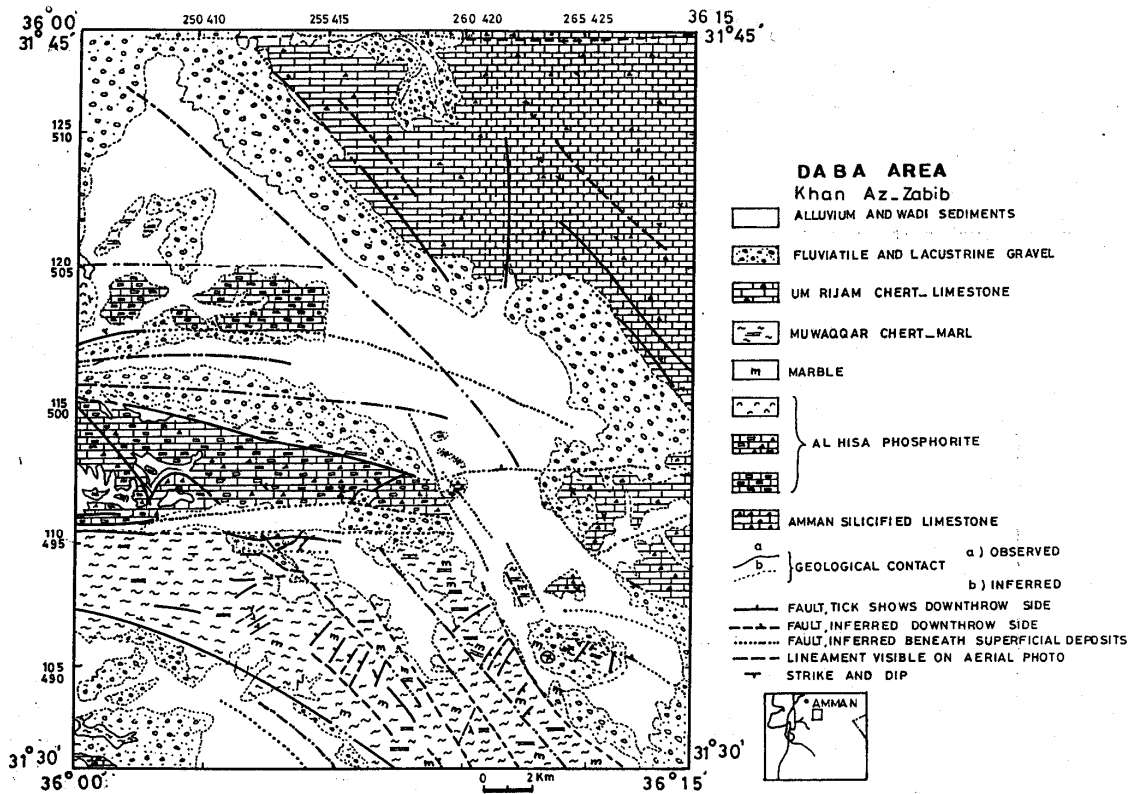 36° 00'
250 410
255 415
260 420
265 425
36 15
31° 45'
31° 45'
125
510
120
505
115
500
110
495
105
490
31° 30'
31° 30'
36° 00'
36° 15'
0 2 Km
DABA AREA
Khan Az_Zabib
ALLUVIUM AND WADI SEDIMENTS
FLUVIATILE AND LACUSTRINE GRAVEL
UM RIJAM CHERT_LIMESTONE
MUWAQQAR CHERT_MARL
m MARBLE
AL HISA PHOSPHORITE
AMMAN SILICIFIED LIMESTONE
a
b
GEOLOGICAL CONTACT
a) OBSERVED
b) INFERRED
FAULT, TICK SHOWS DOWNTHROW SIDE
FAULT, INFERRED DOWNTHROW SIDE
FAULT, INFERRED BENEATH SUPERFICIAL DEPOSITS
LINEAMENT VISIBLE ON AERIAL PHOTO
STRIKE AND DIP
AMMAN